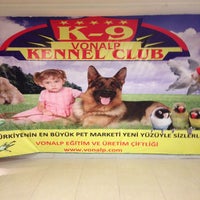 K-9
VONALP
KENNEL CLUB
TÜRKİYENİN EN BÜYÜK PET MARKETİ YENİ YÜZÜYLE SİZLERLE
VONALP EĞİTİM VE ÜRETİM ÇİFTLİĞİ
www.vonalp.com